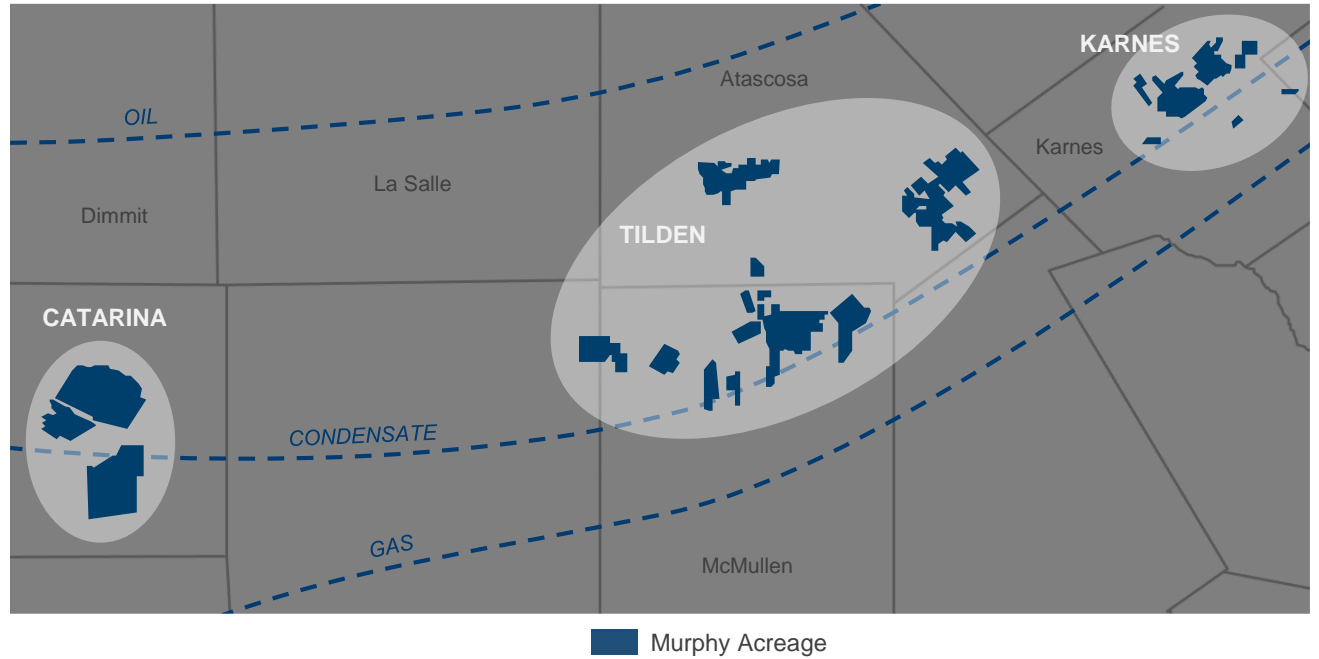 KARNES
Atascosa
OIL
Karnes
La Salle
Dimmit
TILDEN
CATARINA
CONDENSATE
GAS
McMullen
Murphy Acreage